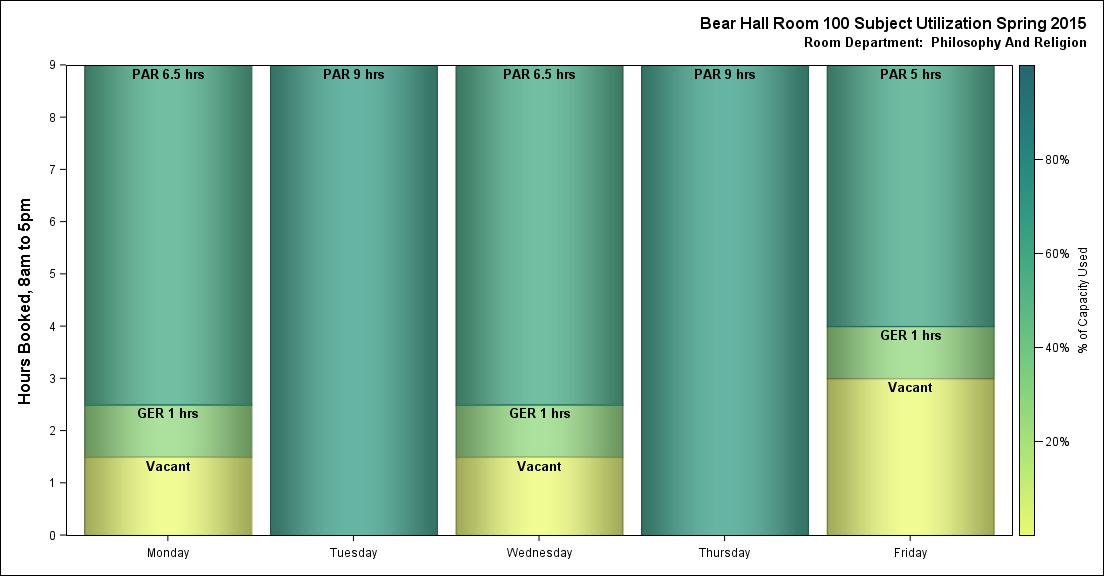 Bear Hall Room 100 Subject Utilization Spring 2015
Room Department:  Philosophy And Religion
Hours Booked, 8am to 5pm
9
8
7
6
5
4
3
2
1
0
PAR 6.5 hrs
GER 1 hrs
Vacant
PAR 9 hrs
PAR 6.5 hrs
GER 1 hrs
Vacant
PAR 9 hrs
PAR 5 hrs
GER 1 hrs
Vacant
Monday
Tuesday
Wednesday
Thursday
Friday
80%
60%
40%
20%
% of Capacity Used